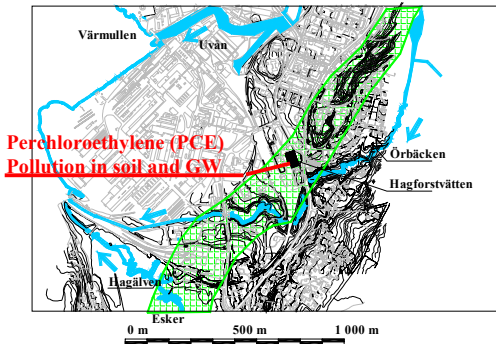 Värmullen
Uvån
Perchloroethylene (PCE)
Pollution in soil and GW
Örbäcken
Hagforstvätten
Hagälven
Esker
0 m 500 m 1 000 m